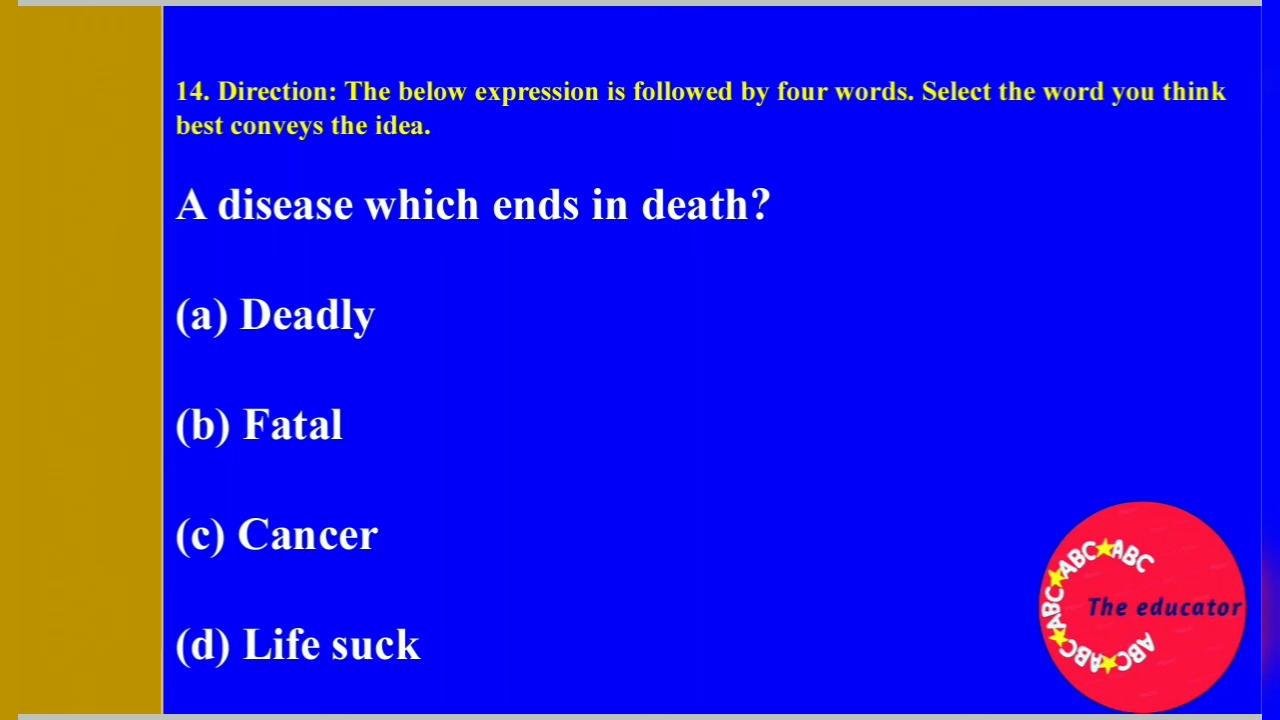 14. Direction: The below expression is followed by four words. Select the word you think
best conveys the idea.
A disease which ends in death?
(a) Deadly
(b) Fatal
(c) Cancer
(d) Life suck
ABC★ABC★ABC★ABC★ABC
The educator